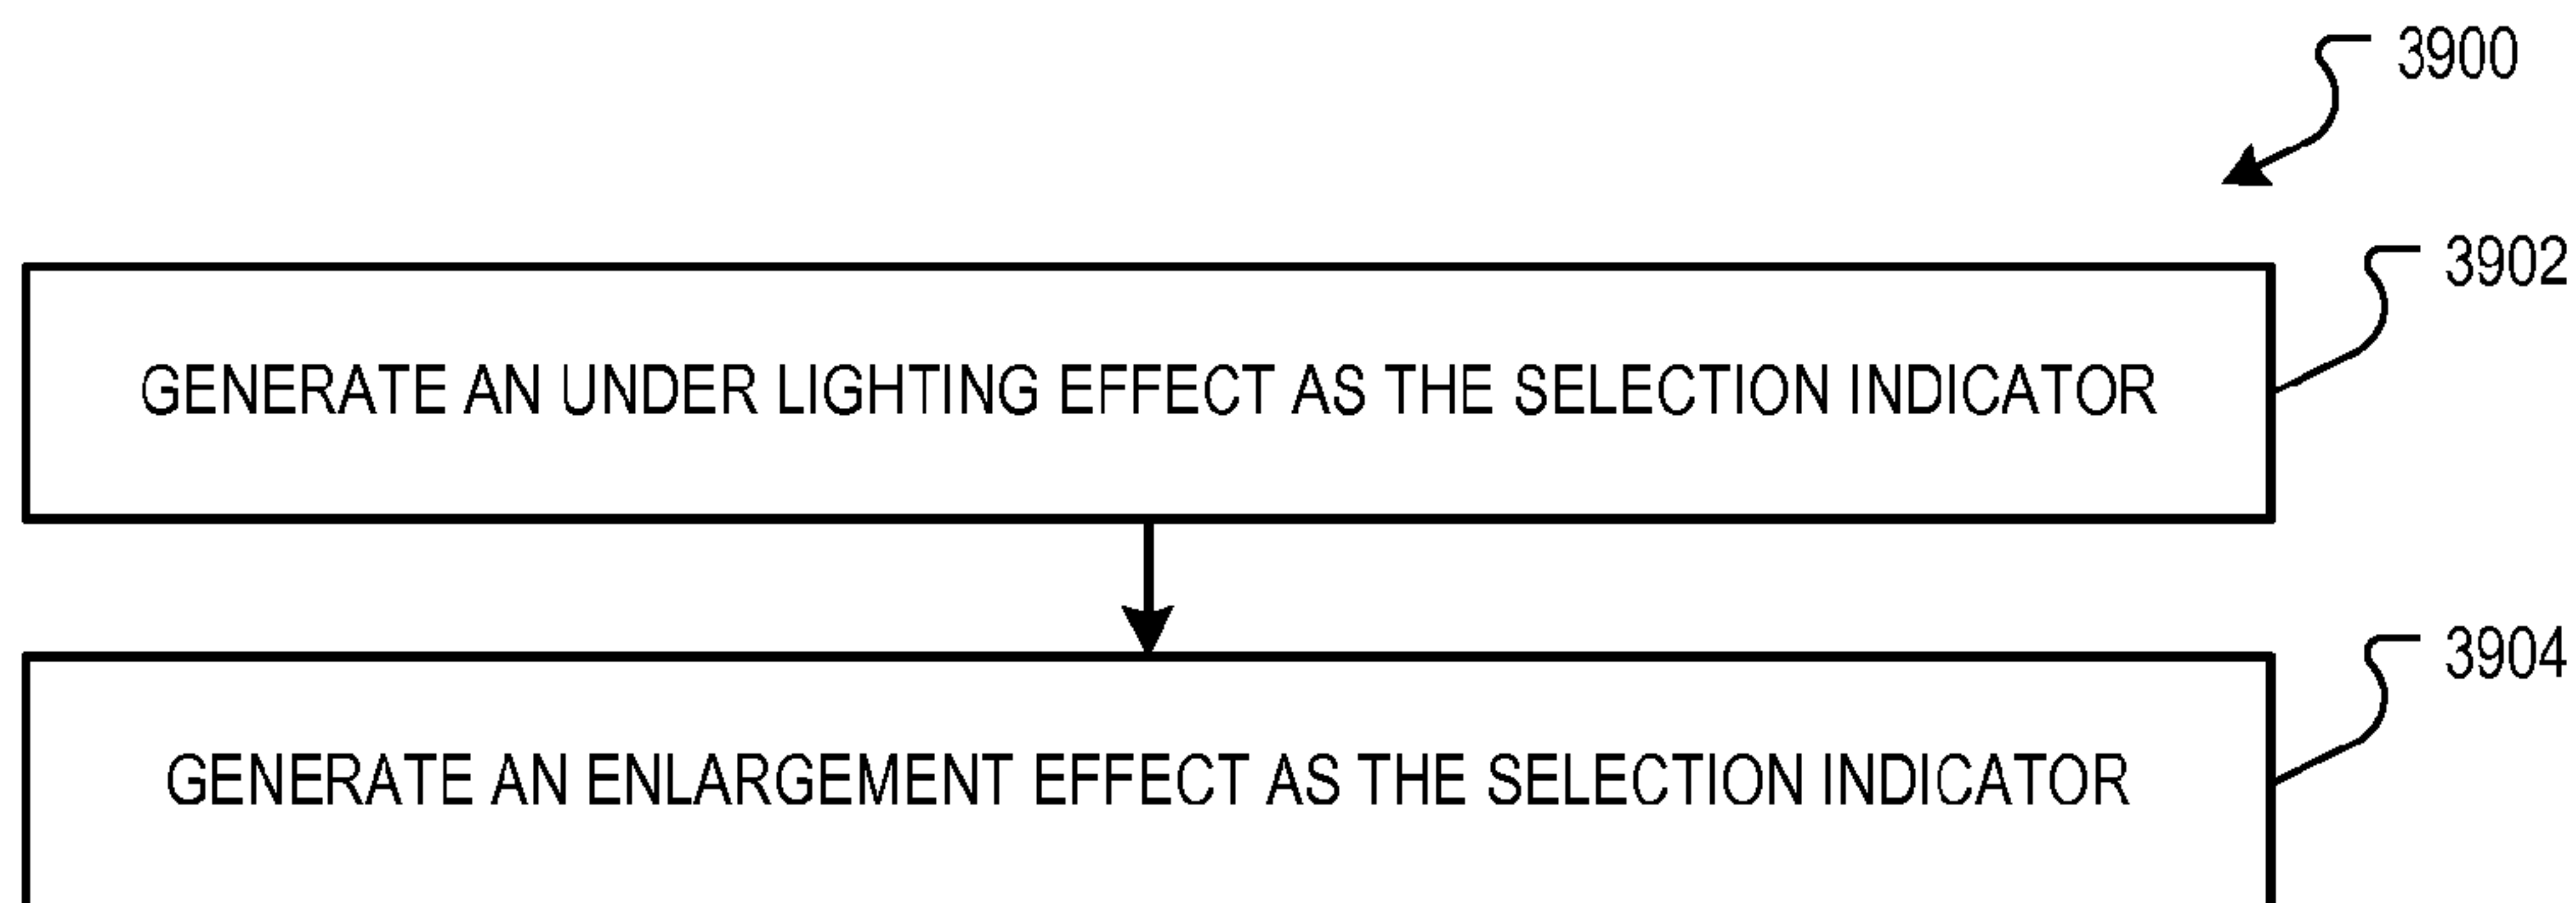 3900
3902
GENERATE AN UNDER LIGHTING EFFECT AS THE SELECTION INDICATOR
3904
GENERATE AN ENLARGEMENT EFFECT AS THE SELECTION INDICATOR